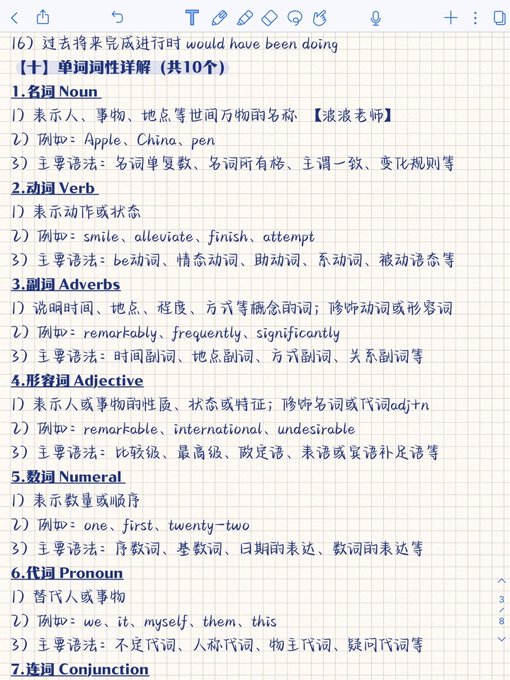 16）过去将来完成进行时 would have been doing
【十】单词词性详解（共10个）
1.名词 Noun
1）表示人、事物、地点等世间万物的名称 【波波老师】
2）例如：Apple、China、pen
3）主要语法：名词单复数、名词所有格、主谓一致、变化规则等
2.动词 Verb
1）表示动作或状态
2）例如：smile、alleviate、finish、attempt
3）主要语法：be动词、情态动词、助动词、系动词、被动语态等
3.副词 Adverbs
1）说明时间、地点、程度、方式等概念的词；修饰动词或形容词
2）例如：remarkably、frequently、significantly
3）主要语法：时间副词、地点副词、方式副词、关系副词等
4.形容词 Adjective
1）表示人或事物的性质、状态或特征；修饰名词或代词adj+n
2）例如：remarkable、international、undesirable
3）主要语法：比较级、最高级、做定语、表语或宾语补足语等
5.数词 Numeral
1）表示数量或顺序
2）例如：one、first、twenty-two
3）主要语法：序数词、基数词、日期的表达、数词的表达等
6.代词 Pronoun
1）替代人或事物
2）例如：we、it、myself、them、this
3）主要语法：不定代词、人称代词、物主代词、疑问代词等
7.连词 Conjunction
3/8